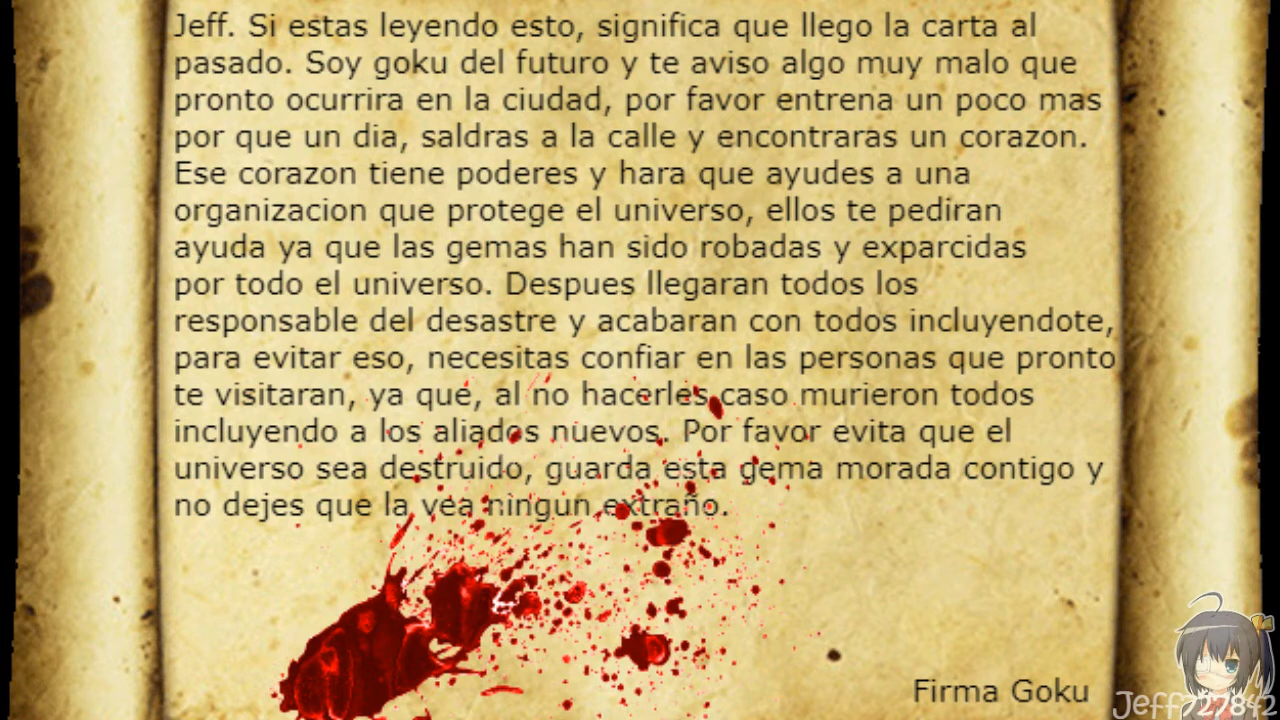 Jeff. Si estas leyendo esto, significa que llego la carta al
pasado. Soy goku del futuro y te aviso algo muy malo que
pronto ocurrira en la ciudad, por favor entrena un poco mas
por que un dia, saldras a la calle y encontraras un corazon.
Ese corazon tiene poderes y hara que ayudes a una
organizacion que protege el universo, ellos te pediran
ayuda ya que las gemas han sido robadas y exparcidas
por todo el universo. Despues llegaran todos los
responsable del desastre y acabaran con todos incluyendote,
para evitar eso, necesitas confiar en las personas que pronto
te visitaran, ya que, al no hacerles caso murieron todos
incluyendo a los aliados nuevos. Por favor evita que el
universo sea destruido, guarda esta gema morada contigo y
no dejes que la vea ningun extraño.
Firma Goku
Jeff727842